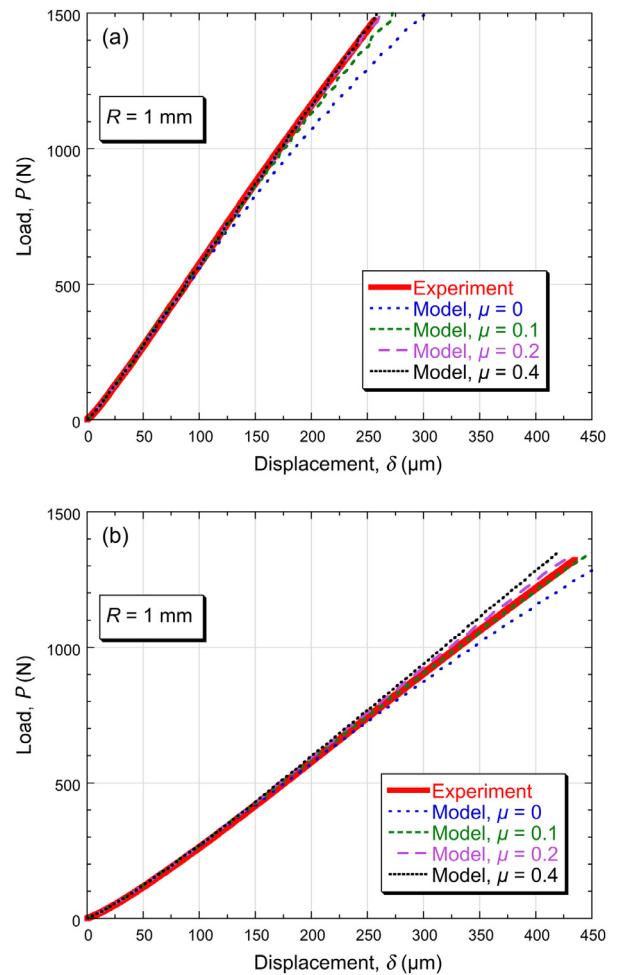 1500
(a)
R = 1 mm
1000
Load, P (N)
500
Experiment
Model, μ = 0
Model, μ = 0.1
Model, μ = 0.2
Model, μ = 0.4
0
0 50 100 150 200 250 300 350 400 450
Displacement, δ (μm)
1500
(b)
R = 1 mm
1000
Load, P (N)
500
Experiment
Model, μ = 0
Model, μ = 0.1
Model, μ = 0.2
Model, μ = 0.4
0
0 50 100 150 200 250 300 350 400 450
Displacement, δ (μm)